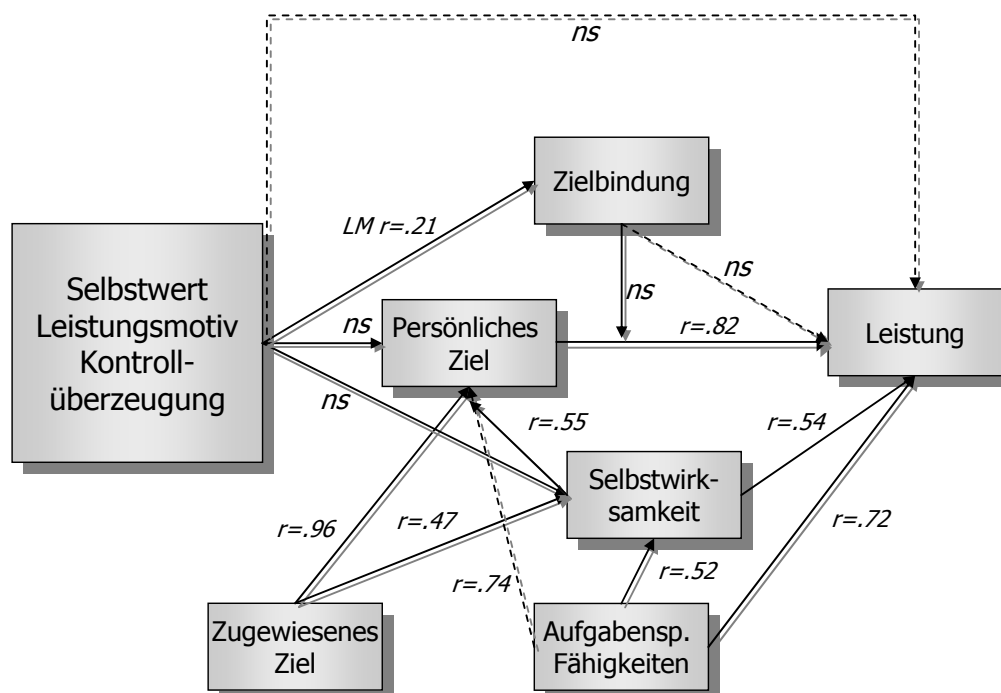 ns
Zielbindung
LM r=.21
Selbstwert
Leistungsmotiv
Kontroll-
überzeugung
ns
ns
ns
Persönliches
Ziel
r=.82
Leistung
ns
r=.55
r=.54
Selbstwirk-
samkeit
r=.96
r=.47
r=.72
r=.74
r=.52
Zugewiesenes
Ziel
Aufgabensp.
Fähigkeiten